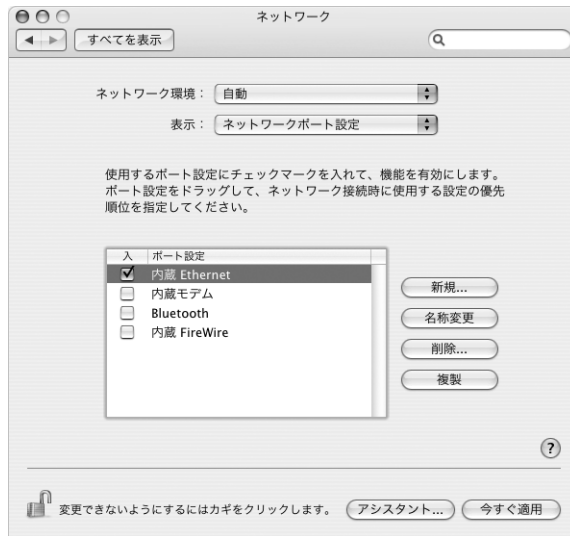 ネットワーク
すべてを表示
ネットワーク環境： 自動
表示： ネットワークポート設定
使用するポート設定にチェックマークを入れて、機能を有効にします。
ポート設定をドラッグして、ネットワーク接続時に使用する設定の優先
順位を指定してください。
入 ポート設定
内蔵 Ethernet
内蔵モデム
Bluetooth
内蔵 FireWire
新規...
名称変更
削除...
複製
?
変更できないようにするにはカギをクリックします。 アシスタント... 今すぐ適用